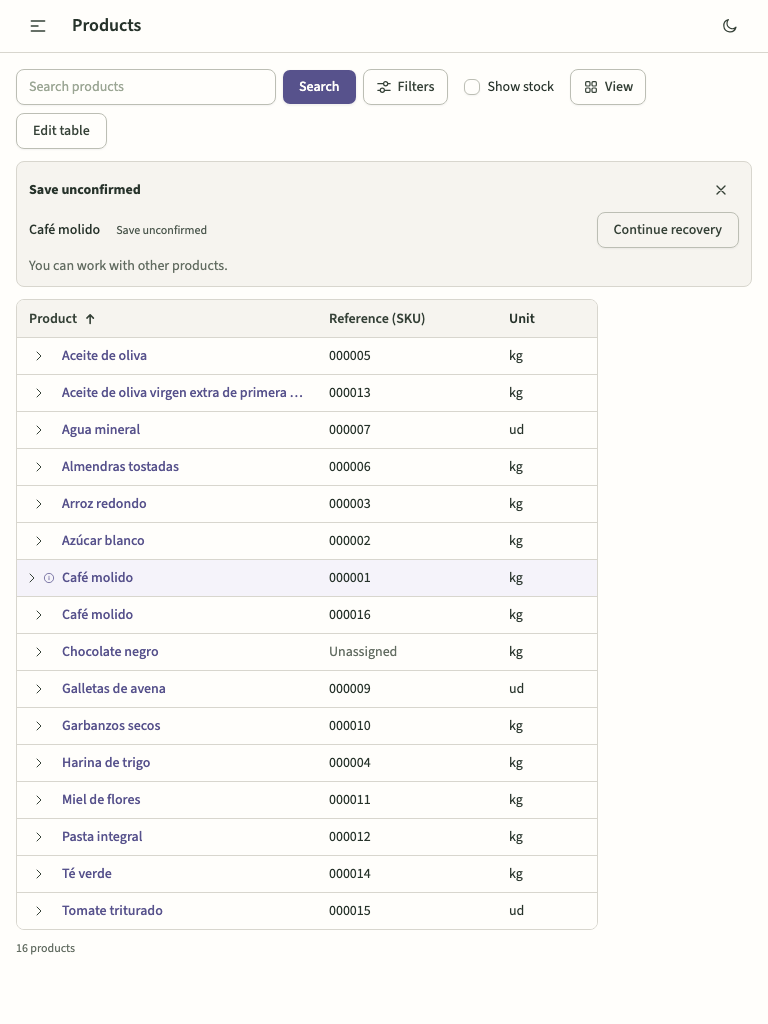 Products
Search products
Search
Filters
Show stock
View
Edit table
Save unconfirmed
Café molido Save unconfirmed
Continue recovery
You can work with other products.
Product Reference (SKU) Unit
Aceite de oliva 000005 kg
Aceite de oliva virgen extra de primera … 000013 kg
Agua mineral 000007 ud
Almendras tostadas 000006 kg
Arroz redondo 000003 kg
Azúcar blanco 000002 kg
Café molido 000001 kg
Café molido 000016 kg
Chocolate negro Unassigned kg
Galletas de avena 000009 ud
Garbanzos secos 000010 kg
Harina de trigo 000004 kg
Miel de flores 000011 kg
Pasta integral 000012 kg
Té verde 000014 kg
Tomate triturado 000015 ud
16 products